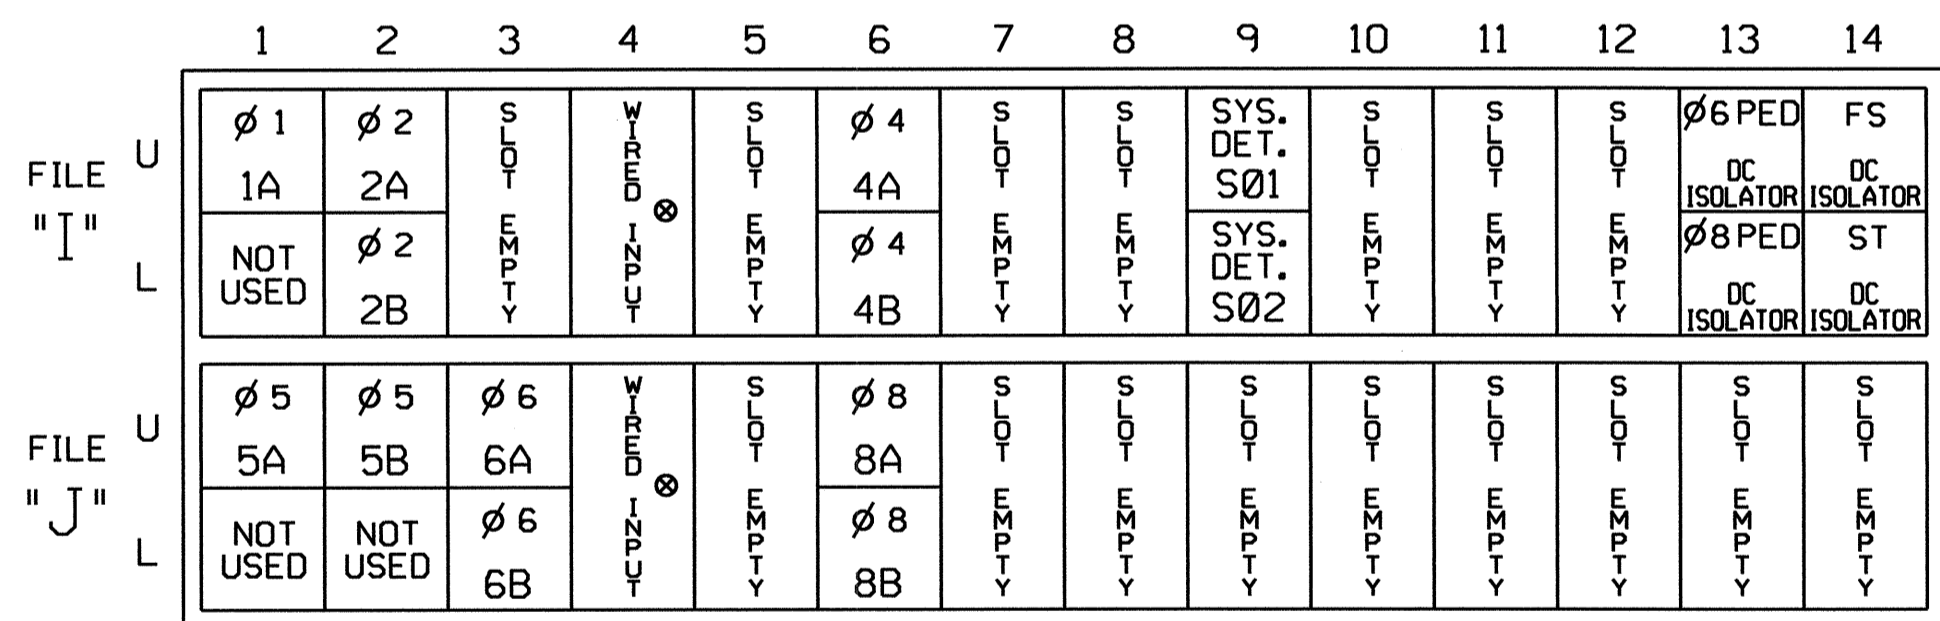 1 2 3 4 5 6 7 8 9 10 11 12 13 14
FILE "I"
U
L
Ø 1
1A
NOT
USED
Ø 2
2A
Ø 2
2B
SLOT EMPTY
WIRED INPUT
SLOT EMPTY
Ø 4
4A
Ø 4
4B
SLOT EMPTY
SLOT EMPTY
SYS.
DET.
SØ1
SYS.
DET.
SØ2
SLOT EMPTY
SLOT EMPTY
SLOT EMPTY
Ø6 PED
DC
ISOLATOR
Ø8 PED
DC
ISOLATOR
FS
DC
ISOLATOR
ST
DC
ISOLATOR
FILE "J"
U
L
Ø 5
5A
NOT
USED
Ø 5
5B
NOT
USED
Ø 6
6A
Ø 6
6B
WIRED INPUT
SLOT EMPTY
Ø 8
8A
Ø 8
8B
SLOT EMPTY
SLOT EMPTY
SLOT EMPTY
SLOT EMPTY
SLOT EMPTY
SLOT EMPTY
SLOT EMPTY
SLOT EMPTY